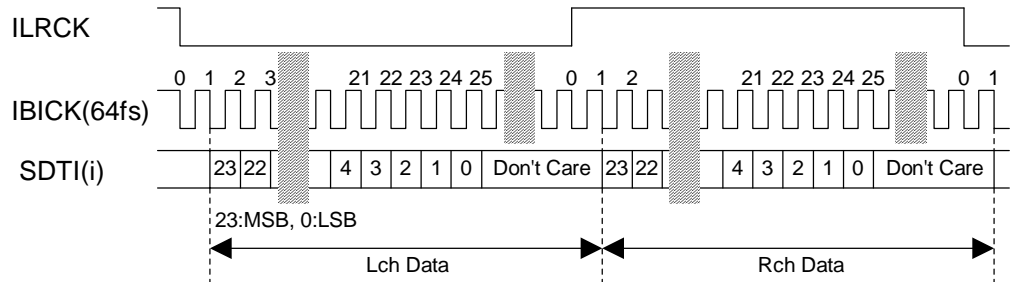 ILRCK
0 1 2 3 21 22 23 24 25 0 1 2 21 22 23 24 25 0 1
IBICK(64fs)
SDTI(i) 23 22 4 3 2 1 0 Don't Care 23 22 4 3 2 1 0 Don't Care
23:MSB, 0:LSB
Lch Data Rch Data